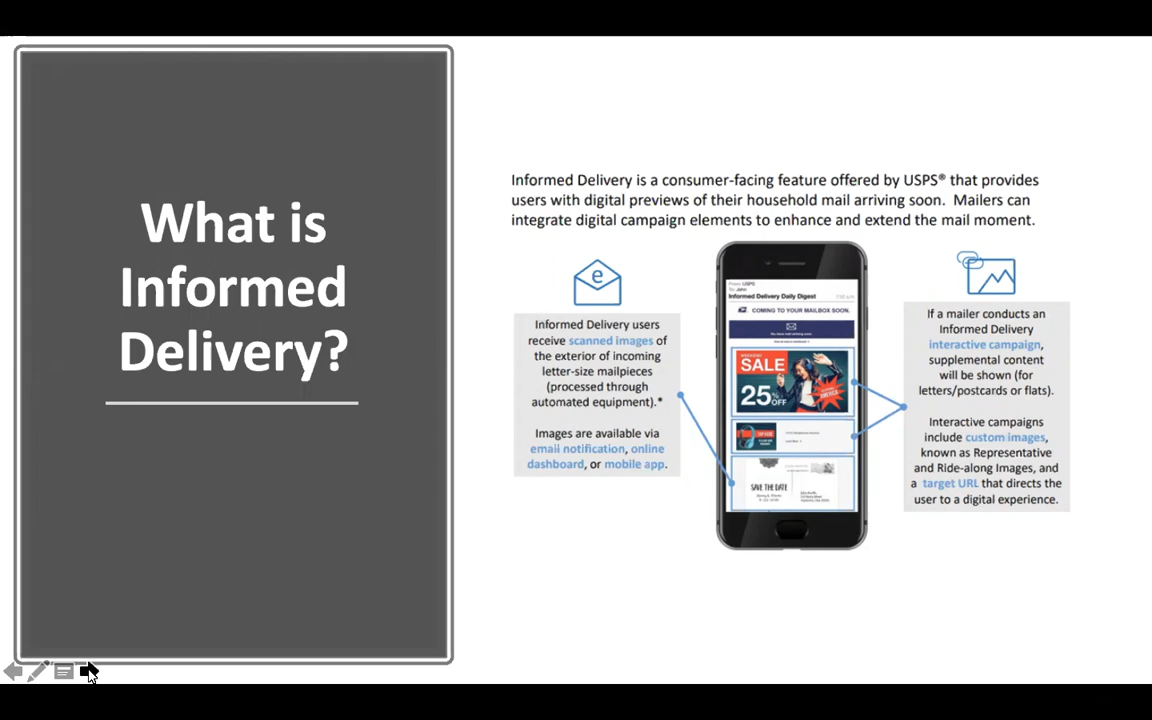 What is
Informed
Delivery?
Informed Delivery is a consumer-facing feature offered by USPS® that provides
users with digital previews of their household mail arriving soon.  Mailers can
integrate digital campaign elements to enhance and extend the mail moment.
e
Informed Delivery users
receive scanned images of
the exterior of incoming
letter-size mailpieces
(processed through
automated equipment).*
Images are available via
email notification, online
dashboard, or mobile app.
From: USPS
To: John
Informed Delivery Daily Digest
COMING TO YOUR MAILBOX SOON.
SALE
25% OFF
SAVE THE DATE
If a mailer conducts an
Informed Delivery
interactive campaign,
supplemental content
will be shown (for
letters/postcards or flats).
Interactive campaigns
include custom images,
known as Representative
and Ride-along Images, and
a target URL that directs the
user to a digital experience.